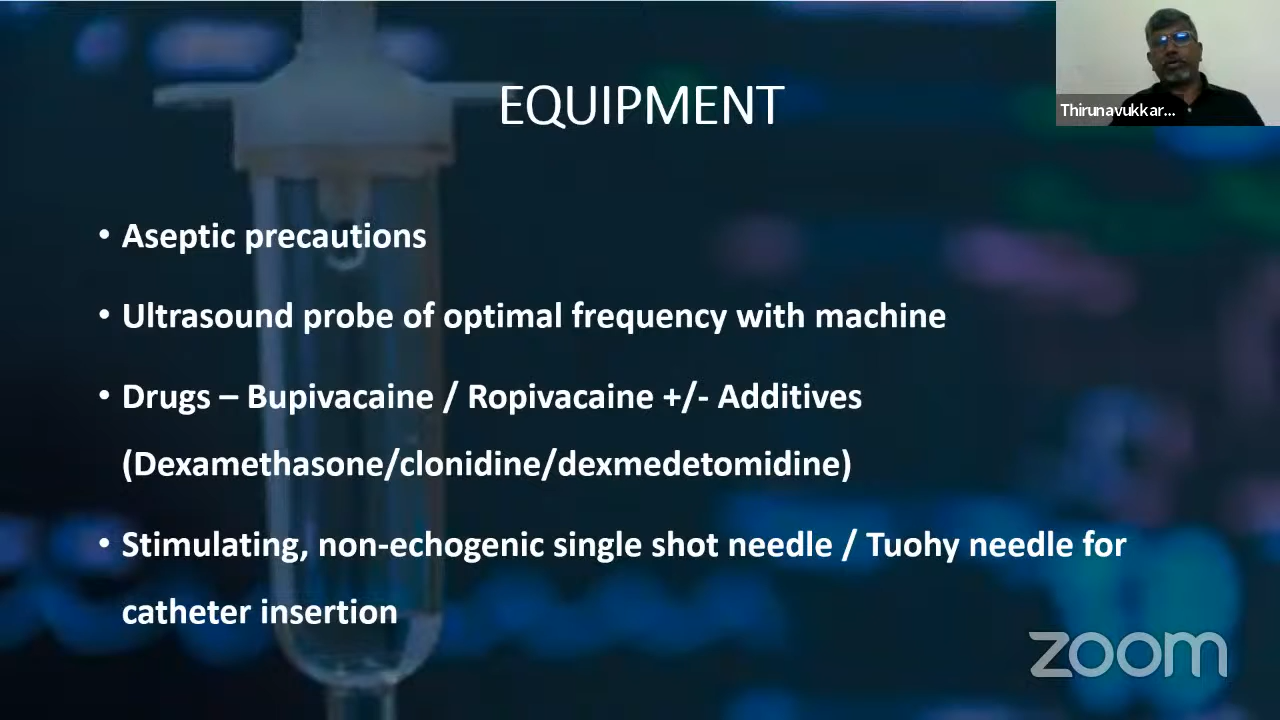 Thirunavukkar...
EQUIPMENT
• Aseptic precautions
• Ultrasound probe of optimal frequency with machine
• Drugs – Bupivacaine / Ropivacaine +/- Additives
(Dexamethasone/clonidine/dexmedetomidine)
• Stimulating, non-echogenic single shot needle / Tuohy needle for
catheter insertion
zoom